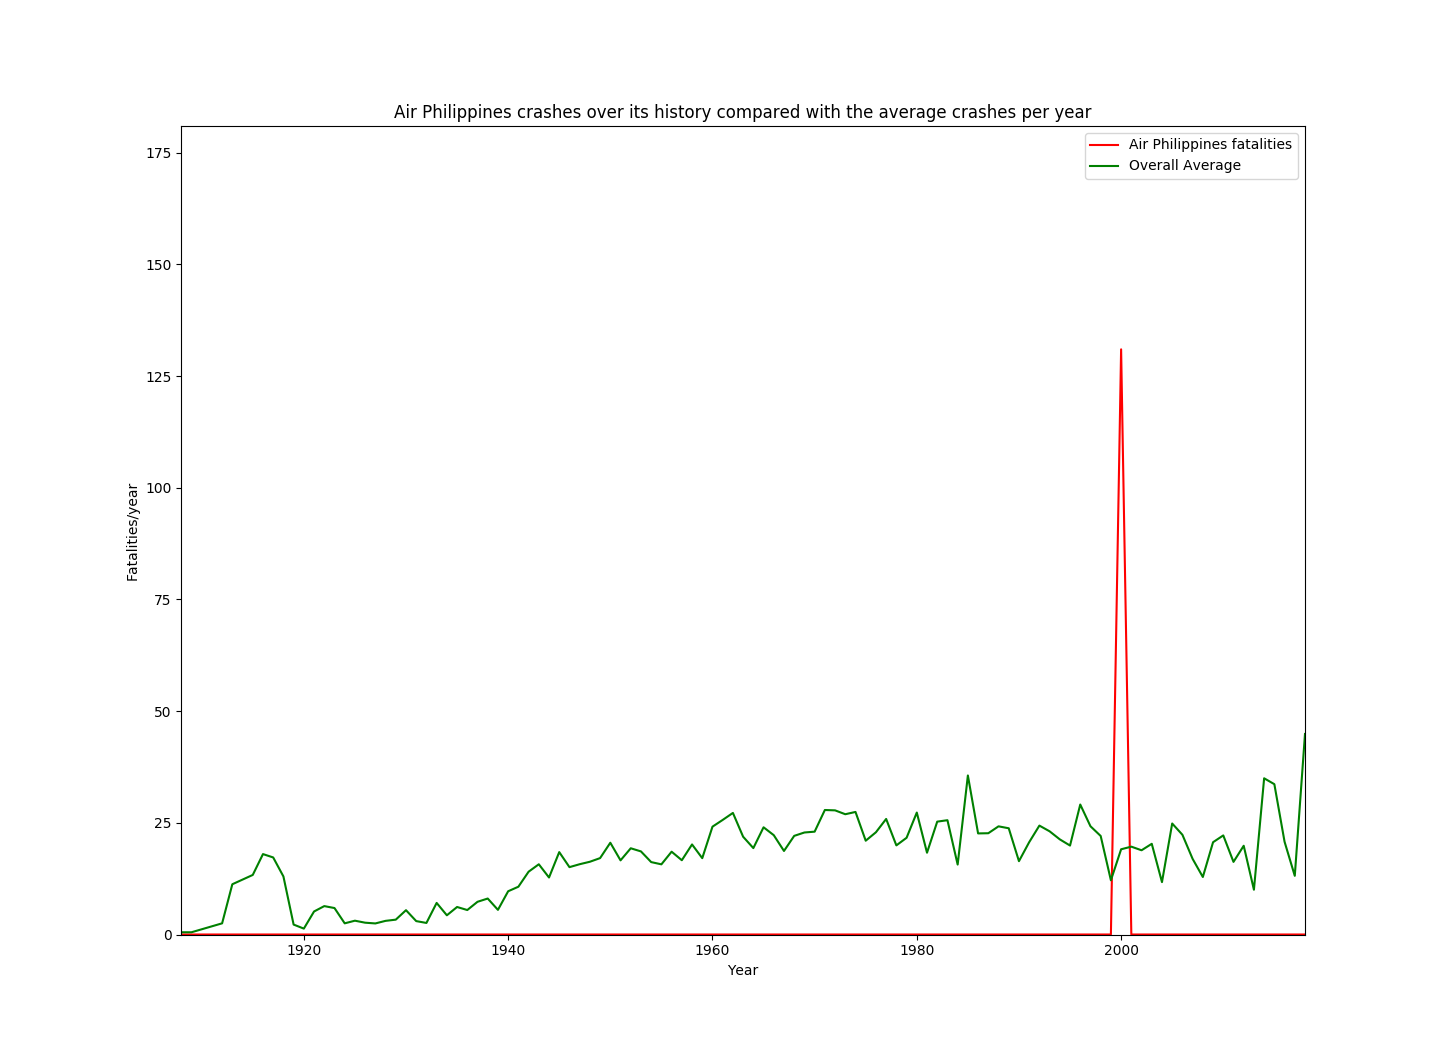 Air Philippines crashes over its history compared with the average crashes per year
Air Philippines fatalities
Overall Average
175
150
125
100
75
50
25
0
Fatalities/year
1920 1940 1960 1980 2000
Year